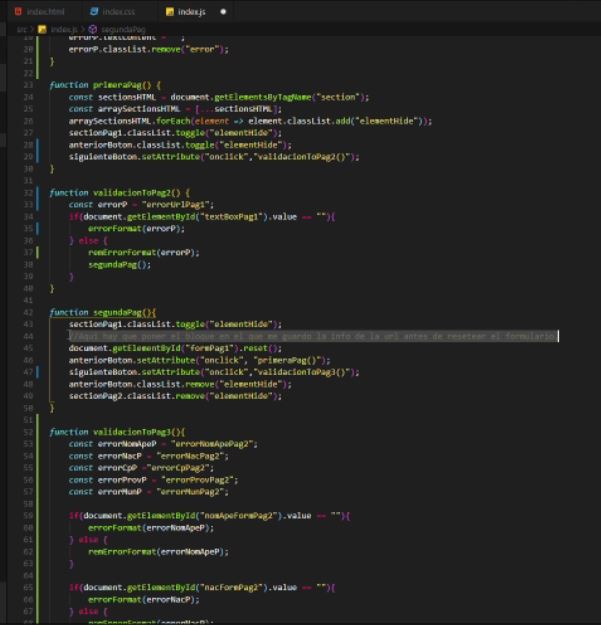 index.html index.css index.js
src > index.js > segundaPag
19 errorP.textContent = "";
20 errorP.classList.remove("error");
21 }
22
23 function primeraPag() {
24 const sectionsHTML = document.getElementsByTagName("section");
25 const arraySectionsHTML = [...sectionsHTML];
26 arraySectionsHTML.forEach(element => element.classList.add("elementHide"));
27 sectionPag1.classList.toggle("elementHide");
28 anteriorBoton.classList.toggle("elementHide");
29 siguienteBoton.setAttribute("onclick","validacionToPag2()");
30 }
31
32 function validacionToPag2() {
33 const errorP = "errorUrlPag1";
34 if(document.getElementById("textBoxPag1").value == ""){
35 errorFormat(errorP);
36 } else {
37 remErrorFormat(errorP);
38 segundaPag();
39 }
40 }
41
42 function segundaPag(){
43 sectionPag1.classList.toggle("elementHide");
44 //Aqui hay que poner el bloque en el que me guardo la info de la url antes de resetear el formulario.
45 document.getElementById("formPag1").reset();
46 anteriorBoton.setAttribute("onclick", "primeraPag()");
47 siguienteBoton.setAttribute("onclick","validacionToPag3()");
48 anteriorBoton.classList.remove("elementHide");
49 sectionPag2.classList.remove("elementHide");
50 }
51
52 function validacionToPag3(){
53 const errorNomApeP = "errorNomApePag2";
54 const errorNacP = "errorNacPag2";
55 const errorCpP ="errorCpPag2";
56 const errorProvP = "errorProvPag2";
57 const errorMunP = "errorMunPag2";
58
59 if(document.getElementById("nomApeFormPag2").value == ""){
60 errorFormat(errorNomApeP);
61 } else {
62 remErrorFormat(errorNomApeP);
63 }
64
65 if(document.getElementById("nacFormPag2").value == ""){
66 errorFormat(errorNacP);
67 } else {
68 remErrorFormat(errorNacP);